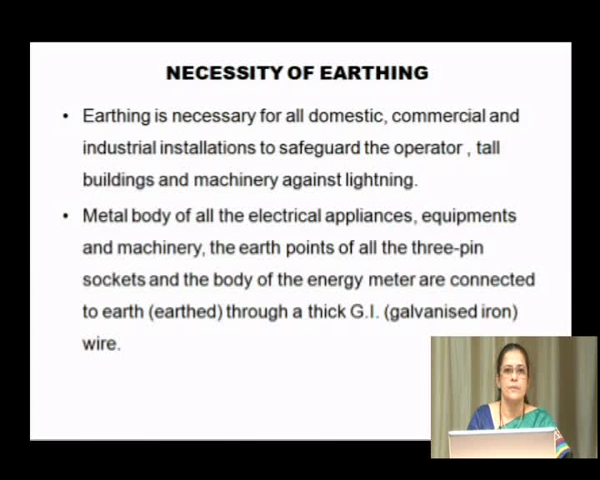 NECESSITY OF EARTHING
• Earthing is necessary for all domestic, commercial and
industrial installations to safeguard the operator , tall
buildings and machinery against lightning.
• Metal body of all the electrical appliances, equipments
and machinery, the earth points of all the three-pin
sockets and the body of the energy meter are connected
to earth (earthed) through a thick G.I. (galvanised iron)
wire.